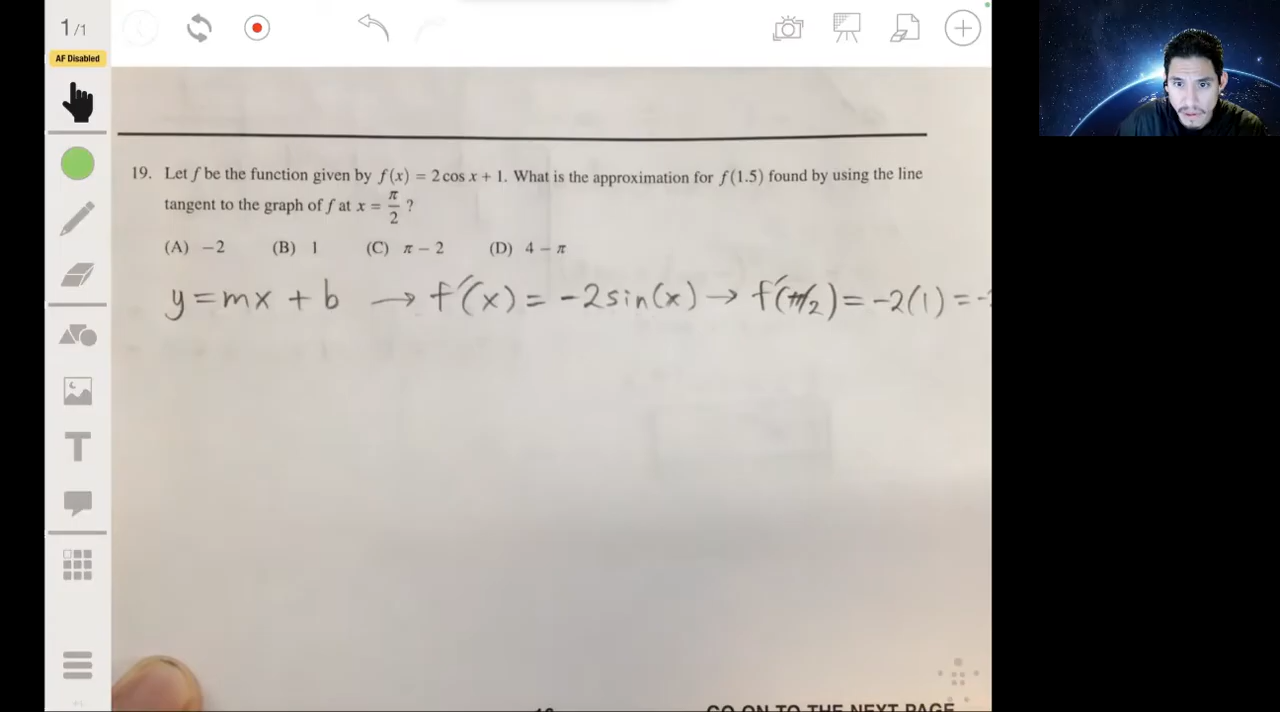 1/1
AF Disabled
19. Let f be the function given by f(x) = 2 cos x + 1. What is the approximation for f(1.5) found by using the line
tangent to the graph of f at x = π/2 ?
(A) −2 (B) 1 (C) π − 2 (D) 4 − π
y = mx + b → f′(x) = −2sin(x) → f′(π/2) = −2(1) = -
T
GO ON TO THE NEXT PAGE